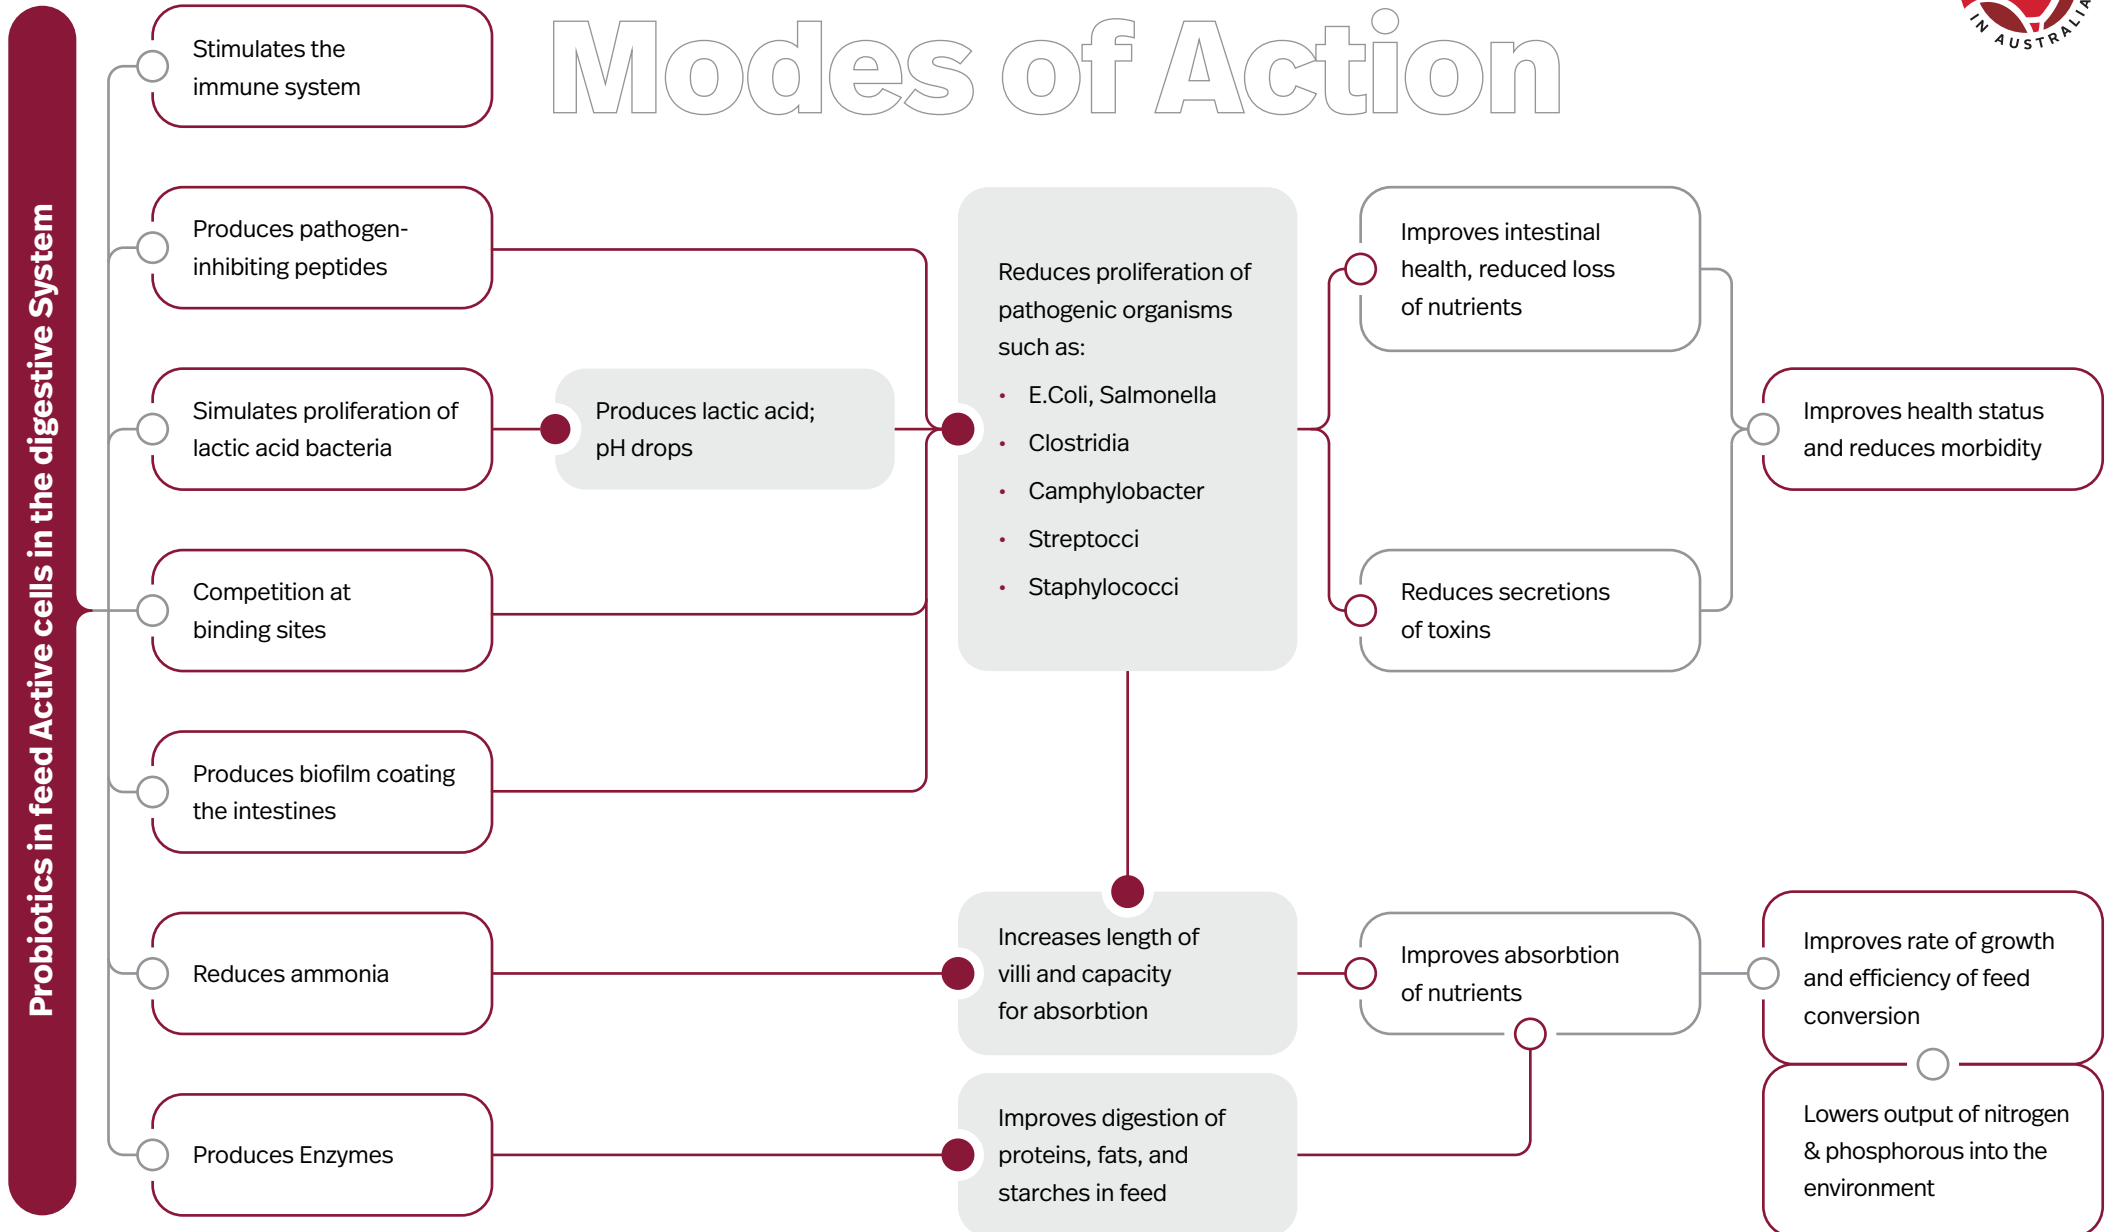 Modes of Action
IN AUSTRALIA
Probiotics in feed Active cells in the digestive System
Stimulates the
immune system
Produces pathogen-
inhibiting peptides
Simulates proliferation of
lactic acid bacteria
Competition at
binding sites
Produces biofilm coating
the intestines
Reduces ammonia
Produces Enzymes
Produces lactic acid;
pH drops
Reduces proliferation of
pathogenic organisms
such as:
• E.Coli, Salmonella
• Clostridia
• Camphylobacter
• Streptocci
• Staphylococci
Increases length of
villi and capacity
for absorbtion
Improves digestion of
proteins, fats, and
starches in feed
Improves intestinal
health, reduced loss
of nutrients
Reduces secretions
of toxins
Improves absorbtion
of nutrients
Improves health status
and reduces morbidity
Improves rate of growth
and efficiency of feed
conversion
Lowers output of nitrogen
& phosphorous into the
environment